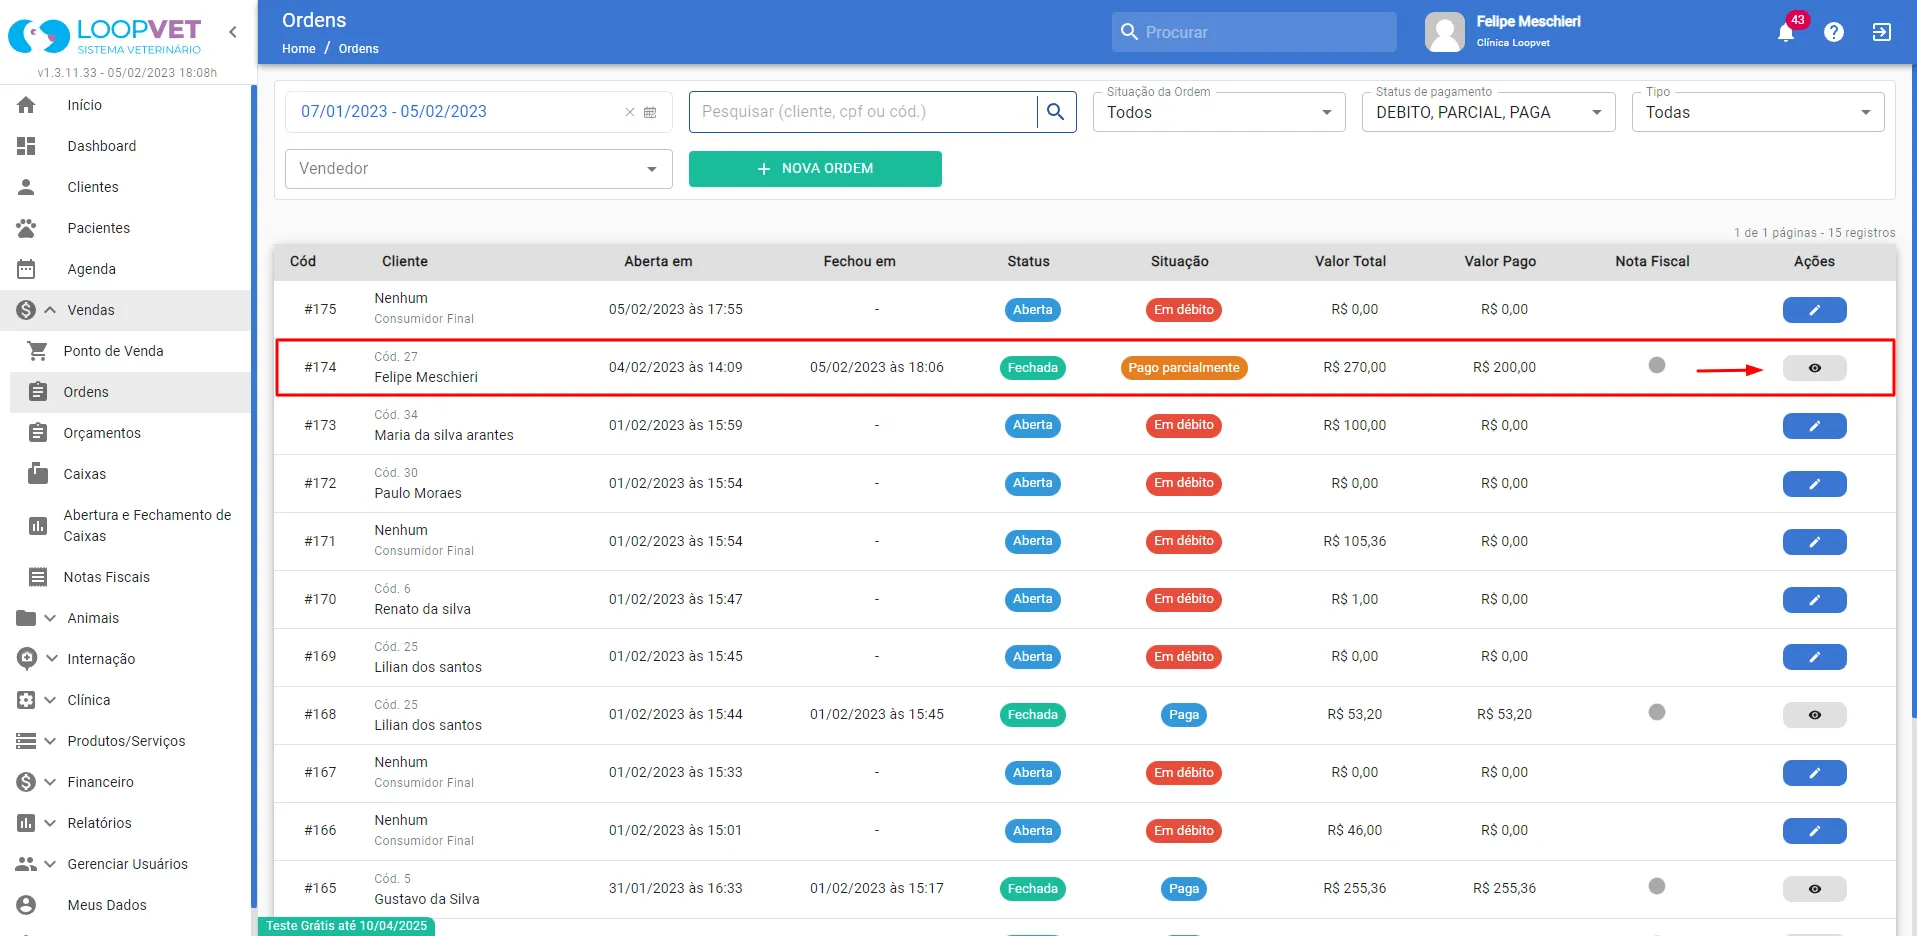 LOOPVET
SISTEMA VETERINÁRIO
v1.3.11.33 - 05/02/2023 18:08h
Início
Dashboard
Clientes
Pacientes
Agenda
Vendas
Ponto de Venda
Ordens
Orçamentos
Caixas
Abertura e Fechamento de
Caixas
Notas Fiscais
Animais
Internação
Clínica
Produtos/Serviços
Financeiro
Relatórios
Gerenciar Usuários
Meus Dados
Ordens
Home / Ordens
Procurar
Felipe Meschieri
Clínica Loopvet
43
07/01/2023 - 05/02/2023
Pesquisar (cliente, cpf ou cód.)
Situação da Ordem
Todos
Status de pagamento
DEBITO, PARCIAL, PAGA
Tipo
Todas
Vendedor
+ NOVA ORDEM
1 de 1 páginas - 15 registros
Cód Cliente Aberta em Fechou em Status Situação Valor Total Valor Pago Nota Fiscal Ações
Nenhum
#175 05/02/2023 às 17:55 - Aberta Em débito R$ 0,00 R$ 0,00
Consumidor Final
Cód. 27
#174 04/02/2023 às 14:09 05/02/2023 às 18:06 Fechada Pago parcialmente R$ 270,00 R$ 200,00
Felipe Meschieri
Cód. 34
#173 01/02/2023 às 15:59 - Aberta Em débito R$ 100,00 R$ 0,00
Maria da silva arantes
Cód. 30
#172 01/02/2023 às 15:54 - Aberta Em débito R$ 0,00 R$ 0,00
Paulo Moraes
Nenhum
#171 01/02/2023 às 15:54 - Aberta Em débito R$ 105,36 R$ 0,00
Consumidor Final
Cód. 6
#170 01/02/2023 às 15:47 - Aberta Em débito R$ 1,00 R$ 0,00
Renato da silva
Cód. 25
#169 01/02/2023 às 15:45 - Aberta Em débito R$ 0,00 R$ 0,00
Lilian dos santos
Cód. 25
#168 01/02/2023 às 15:44 01/02/2023 às 15:45 Fechada Paga R$ 53,20 R$ 53,20
Lilian dos santos
Nenhum
#167 01/02/2023 às 15:33 - Aberta Em débito R$ 0,00 R$ 0,00
Consumidor Final
Nenhum
#166 01/02/2023 às 15:01 - Aberta Em débito R$ 46,00 R$ 0,00
Consumidor Final
Cód. 5
#165 31/01/2023 às 16:33 01/02/2023 às 15:17 Fechada Paga R$ 255,36 R$ 255,36
Gustavo da Silva
Teste Grátis até 10/04/2025